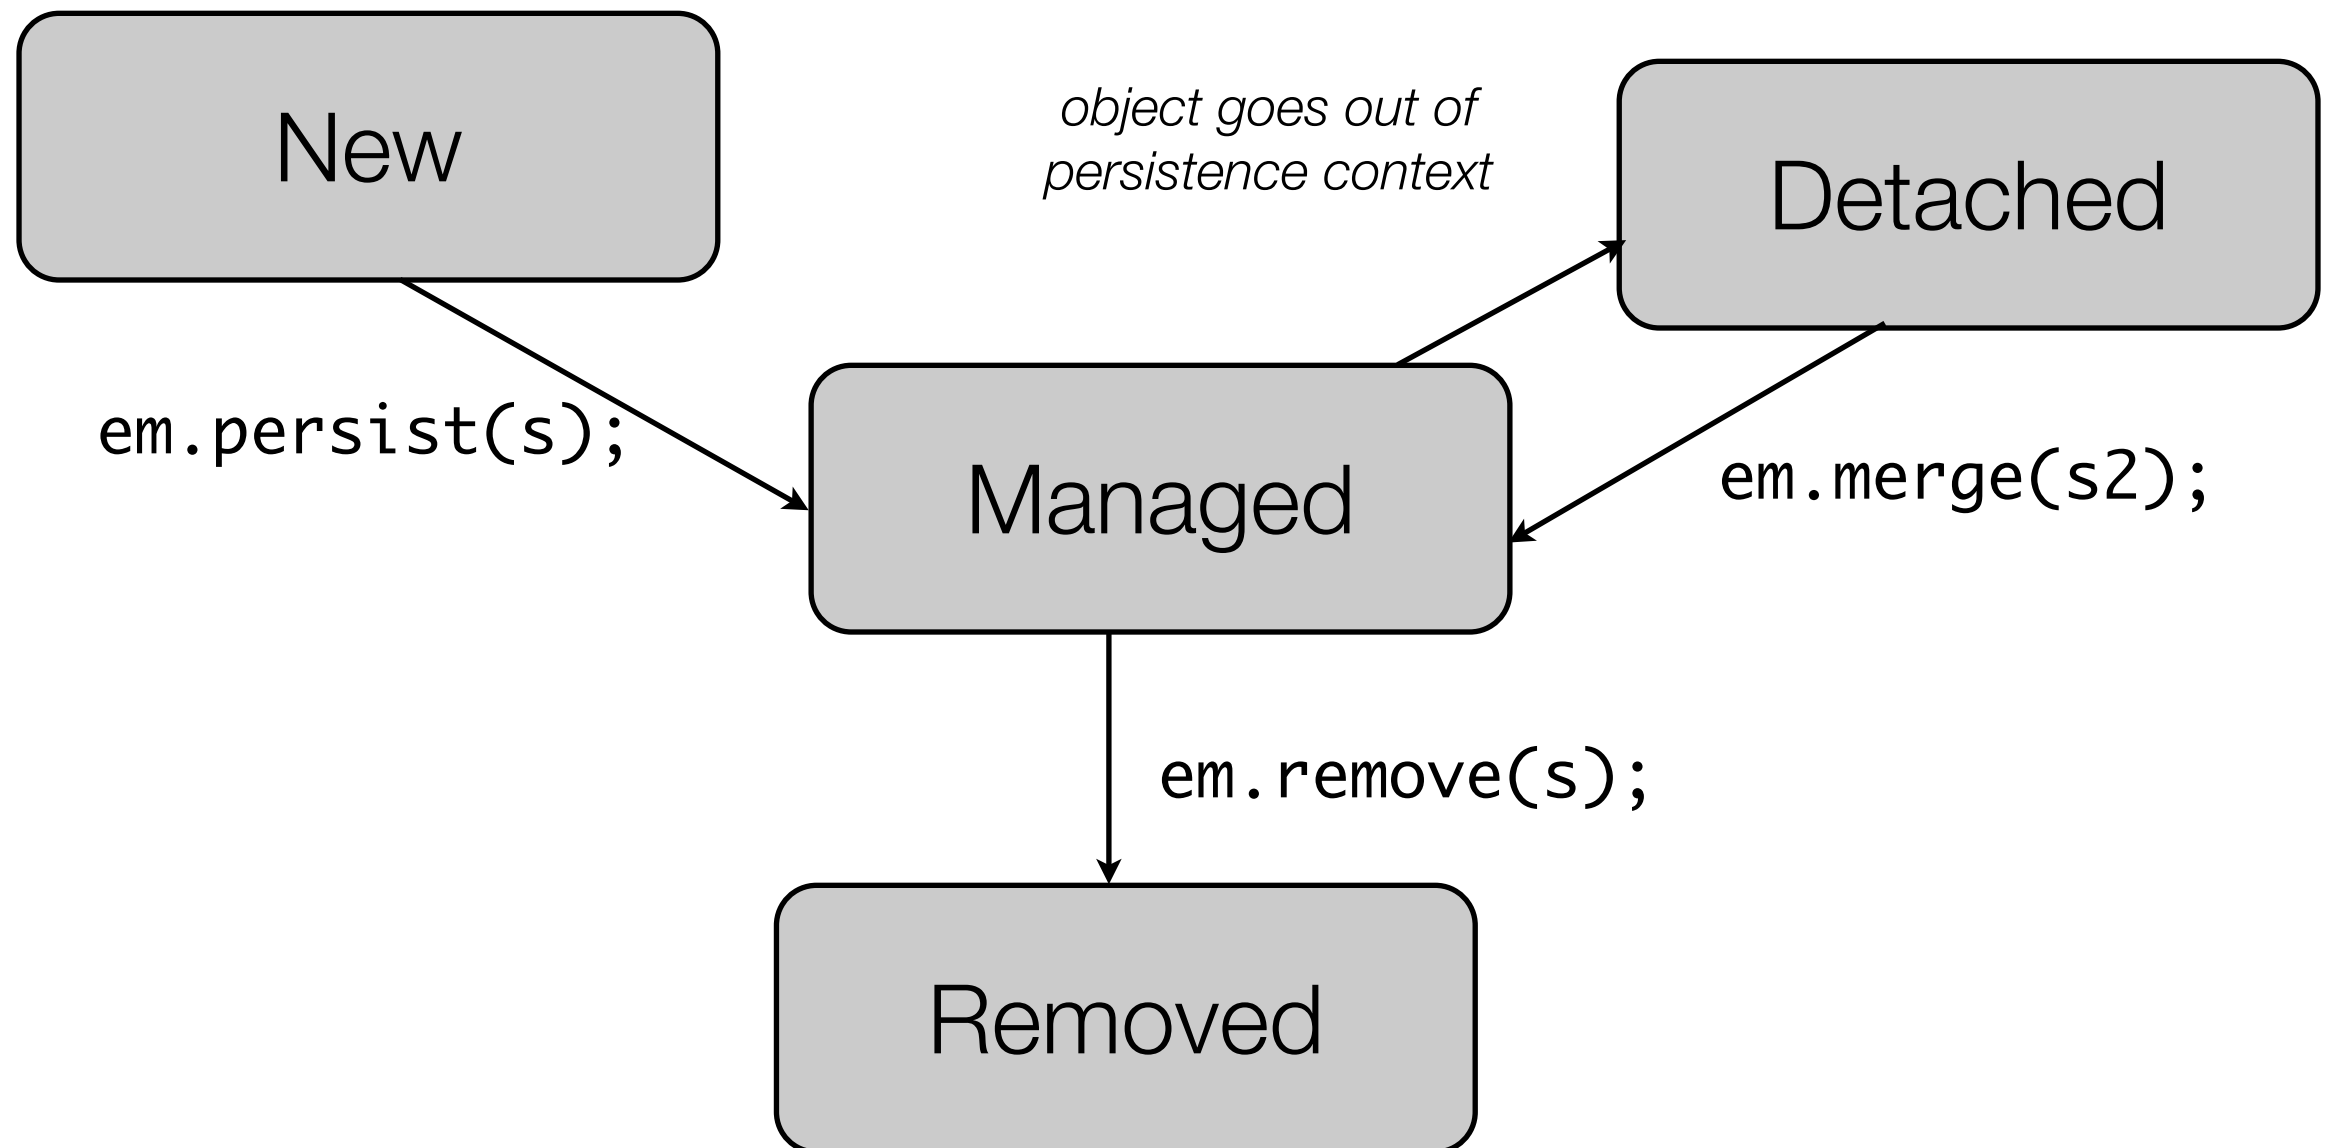 New
object goes out of
persistence context
Detached
em.persist(s);
Managed
em.merge(s2);
em.remove(s);
Removed